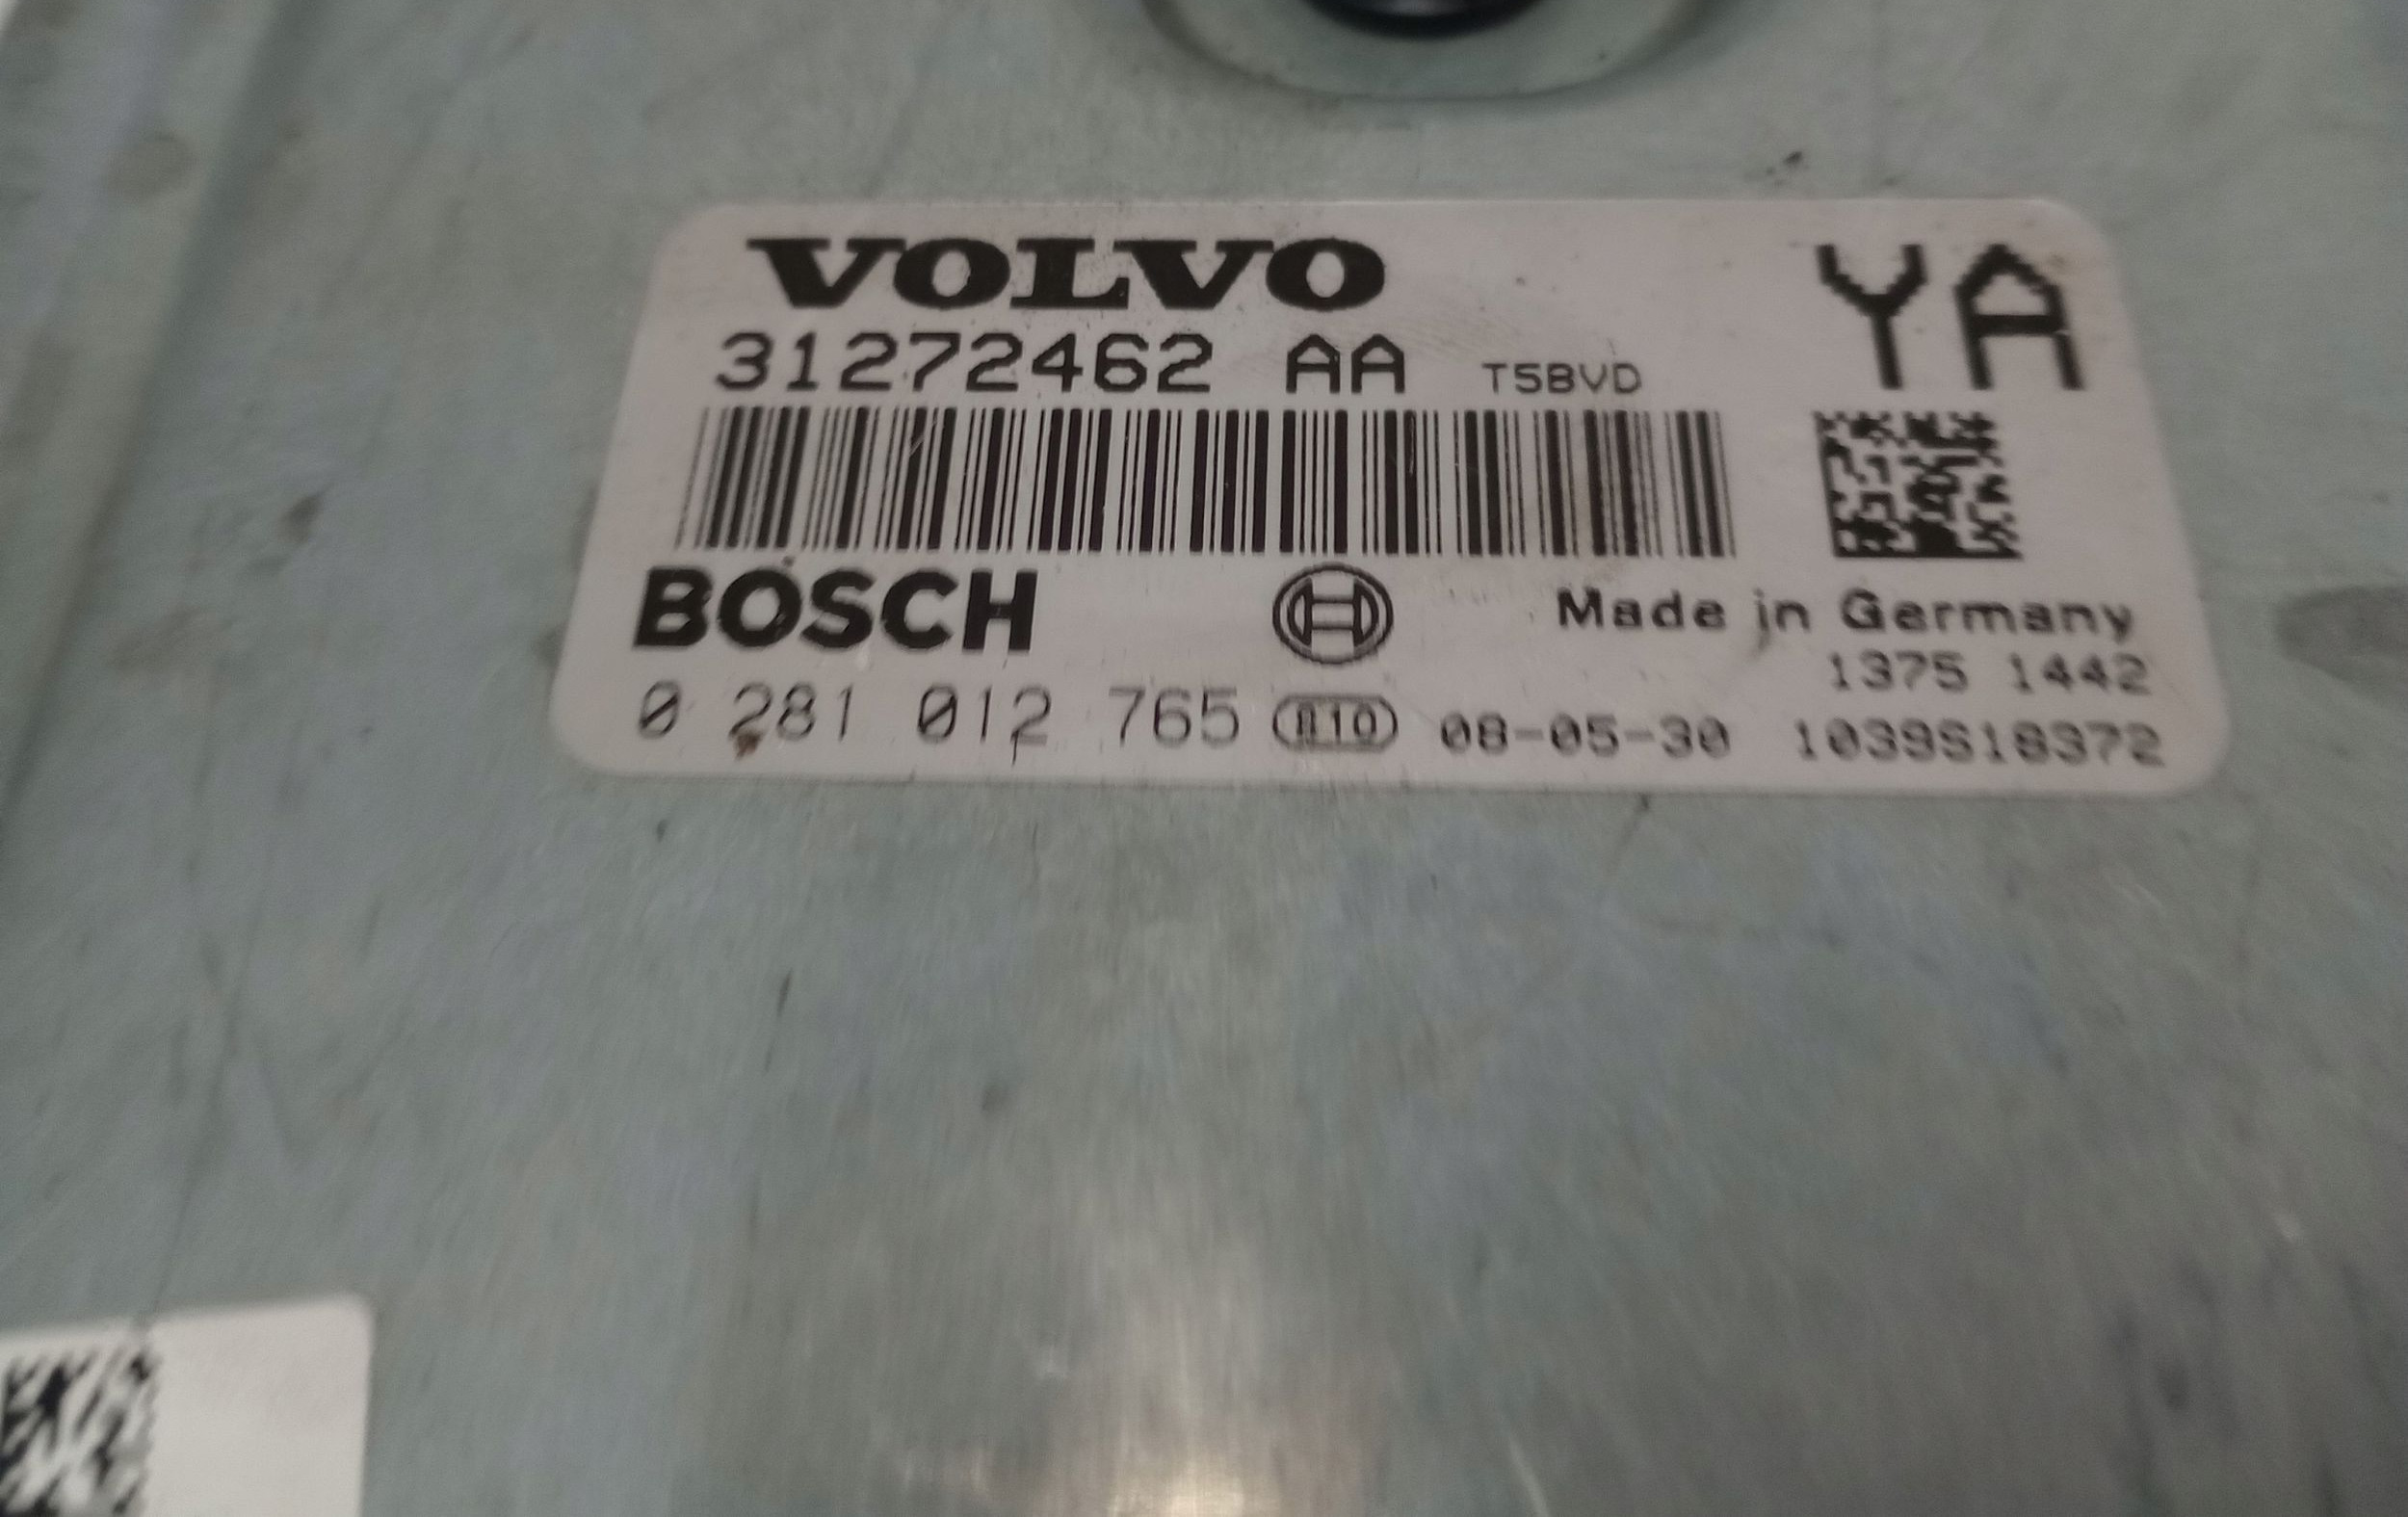 VOLVO
YA
31272462 AA T5BVD
BOSCH
Made in Germany
1375 1442
0 281 012 765 810 08-05-30 1039S18372